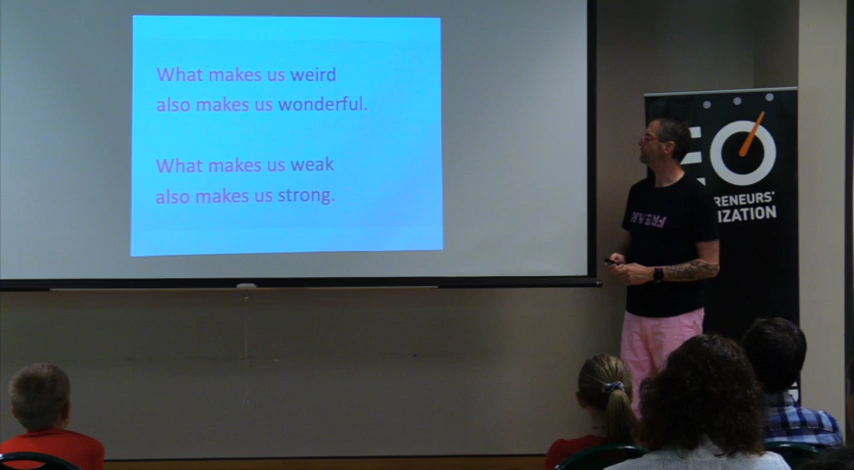 What makes us weird
also makes us wonderful.
What makes us weak
also makes us strong.
FREAK
EO
RENEURS'
IZATION